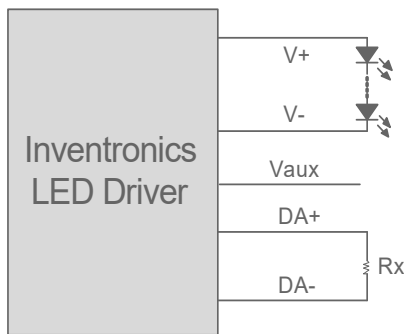 Inventronics
LED Driver
V+
V-
Vaux
DA+
Rx
DA-